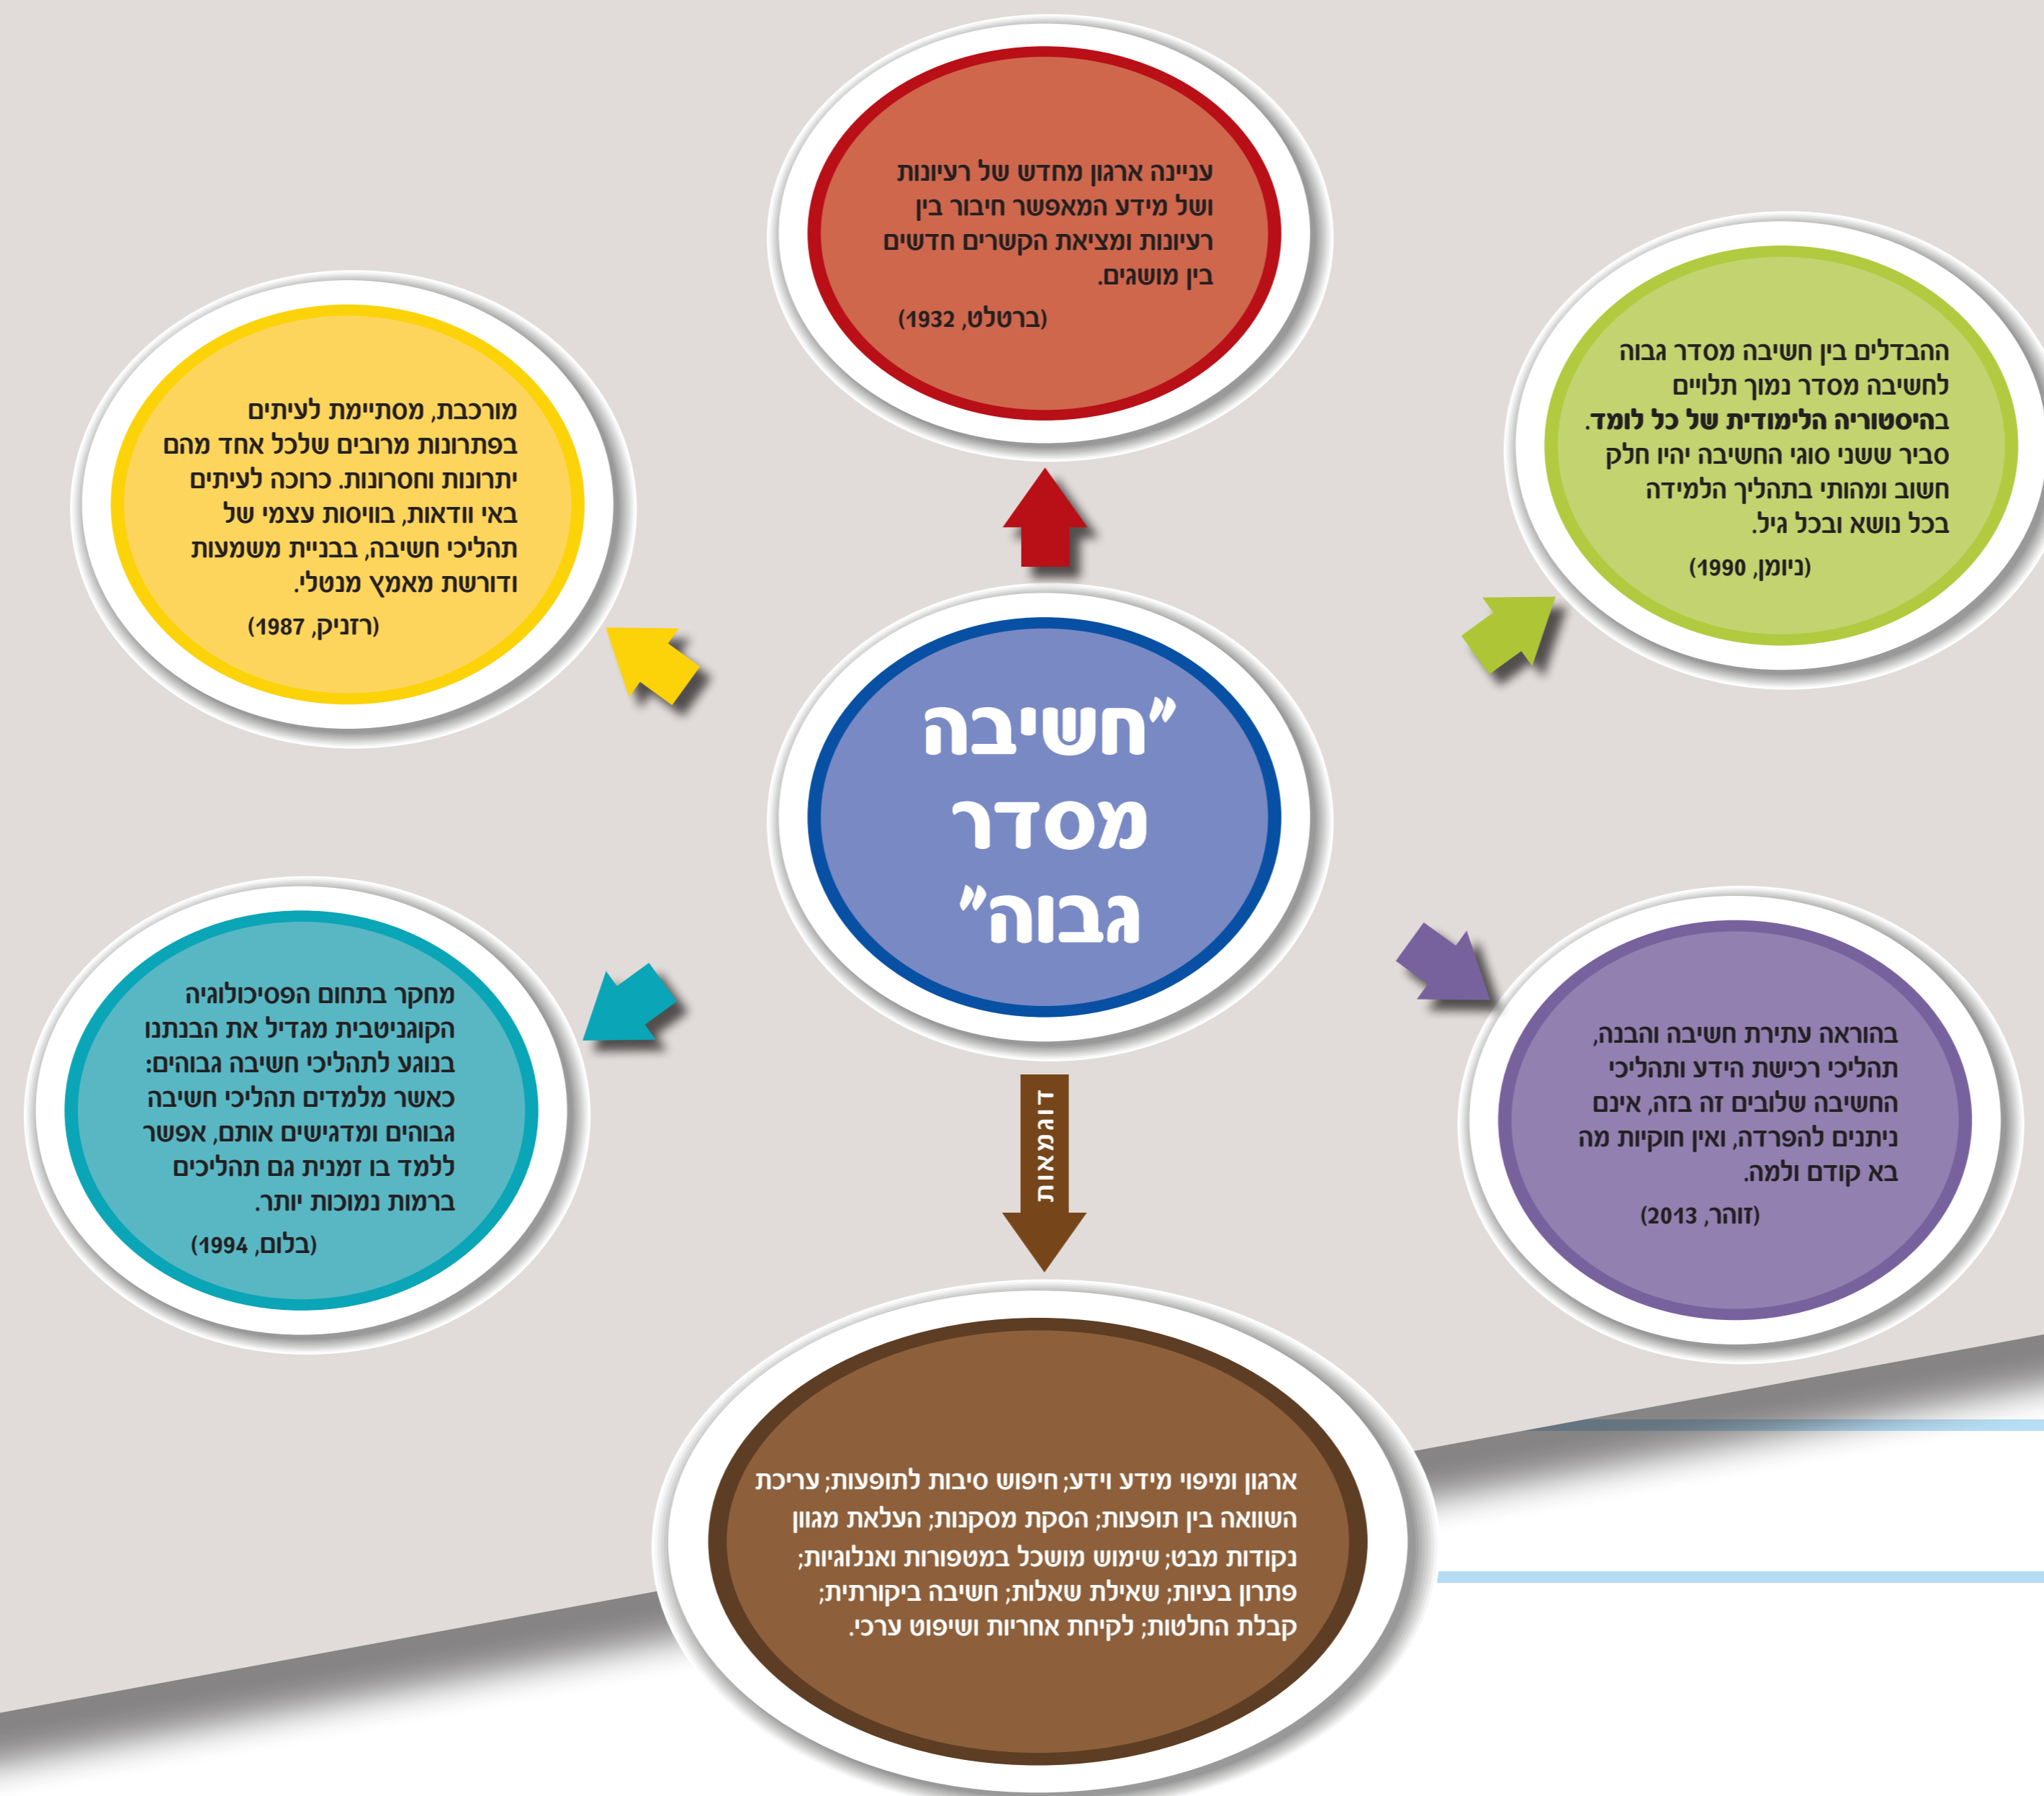 עניינה ארגון מחדש של רעיונות
ושל מידע המאפשר חיבור בין
רעיונות ומציאת הקשרים חדשים
בין מושגים.
(ברטלט, 1932)
ההבדלים בין חשיבה מסדר גבוה
לחשיבה מסדר נמוך תלויים
בהיסטוריה הלימודית של כל לומד.
סביר ששני סוגי החשיבה יהיו חלק
חשוב ומהותי בתהליך הלמידה
בכל נושא ובכל גיל.
(ניומן, 1990)
מורכבת, מסתיימת לעיתים
בפתרונות מרובים שלכל אחד מהם
יתרונות וחסרונות. כרוכה לעיתים
באי וודאות, בוויסות עצמי של
תהליכי חשיבה, בבניית משמעות
ודורשת מאמץ מנטלי.
(רזניק, 1987)
"חשיבה
מסדר
גבוה"
בהוראה עתירת חשיבה והבנה,
תהליכי רכישת הידע ותהליכי
החשיבה שלובים זה בזה, אינם
ניתנים להפרדה, ואין חוקיות מה
בא קודם ולמה.
(זוהר, 2013)
מחקר בתחום הפסיכולוגיה
הקוגניטבית מגדיל את הבנתנו
בנוגע לתהליכי חשיבה גבוהים:
כאשר מלמדים תהליכי חשיבה
גבוהים ומדגישים אותם, אפשר
ללמד בו זמנית גם תהליכים
ברמות נמוכות יותר.
(בלום, 1994)
דוגמאות
ארגון ומיפוי מידע וידע; חיפוש סיבות לתופעות; עריכת
השוואה בין תופעות; הסקת מסקנות; העלאת מגוון
נקודות מבט; שימוש מושכל במטפורות ואנלוגיות;
פתרון בעיות; שאילת שאלות; חשיבה ביקורתית;
קבלת החלטות; לקיחת אחריות ושיפוט ערכי.